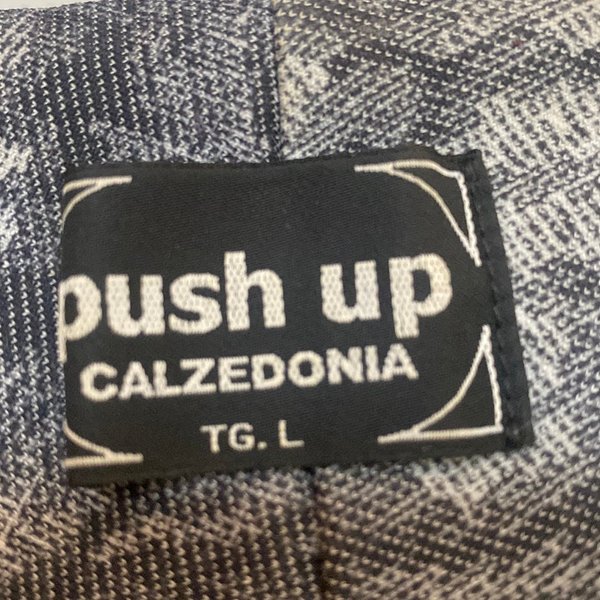 push up
CALZEDONIA
TG. L